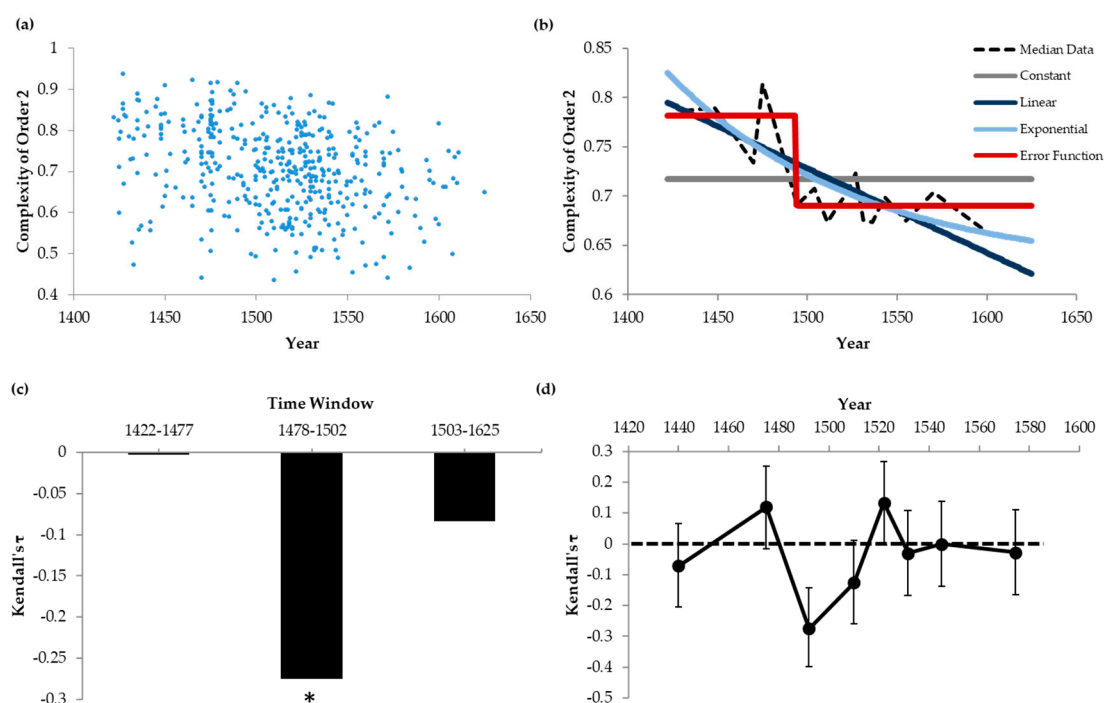 (a)
Complexity of Order 2
1
0.9
0.8
0.7
0.6
0.5
0.4
1400 1450 1500 1550 1600 1650
Year
(b)
Complexity of Order 2
0.85
0.8
0.75
0.7
0.65
0.6
1400 1450 1500 1550 1600 1650
Year
Median Data
Constant
Linear
Exponential
Error Function
(c)
Time Window
1422-1477 1478-1502 1503-1625
Kendall's τ
0
-0.05
-0.1
-0.15
-0.2
-0.25
-0.3
*
(d)
Year
1420 1440 1460 1480 1500 1520 1540 1560 1580 1600
Kendall's τ
0.3
0.2
0.1
0
-0.1
-0.2
-0.3
-0.4
-0.5